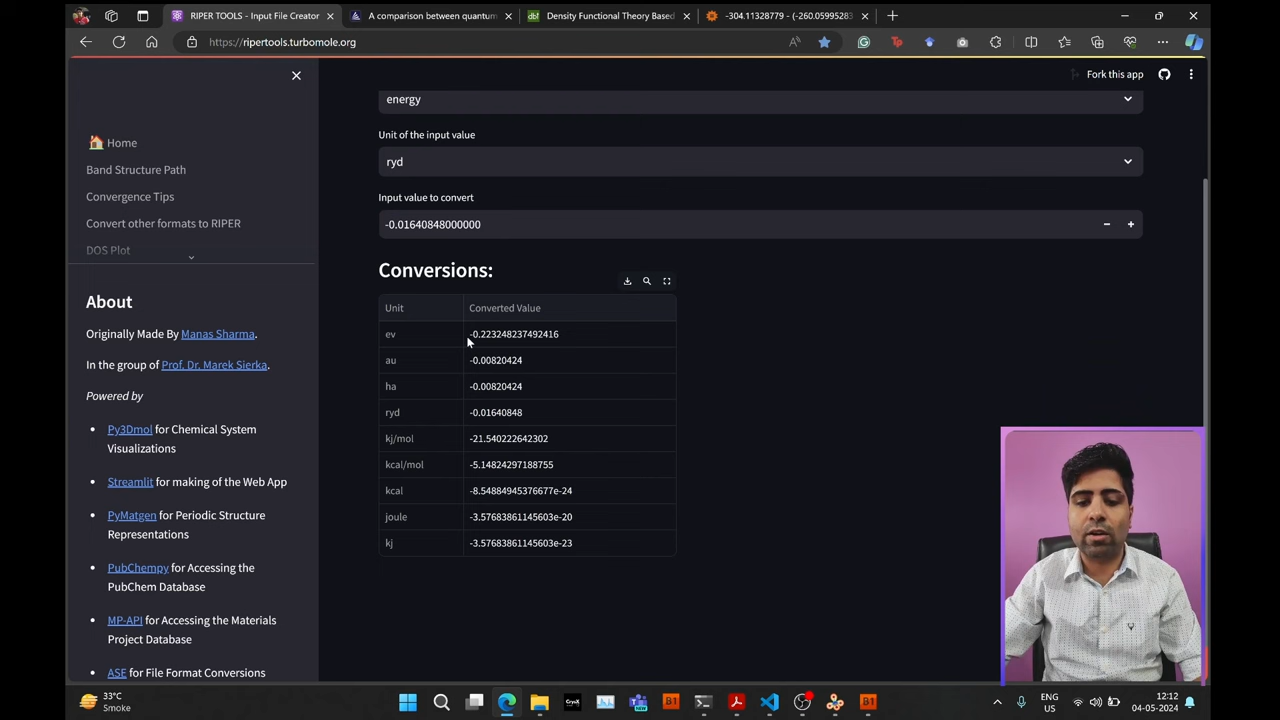 RIPER TOOLS - Input File Creator
A comparison between quantum
Density Functional Theory Based
-304.11328779 - (-260.0599528
https://ripertools.turbomole.org
Fork this app
Home
Band Structure Path
Convergence Tips
Convert other formats to RIPER
DOS Plot
About
Originally Made By Manas Sharma.
In the group of Prof. Dr. Marek Sierka.
Powered by
Py3Dmol for Chemical System
Visualizations
Streamlit for making of the Web App
PyMatgen for Periodic Structure
Representations
PubChempy for Accessing the
PubChem Database
MP-API for Accessing the Materials
Project Database
ASE for File Format Conversions
energy
Unit of the input value
ryd
Input value to convert
-0.01640848000000
Conversions:
Unit Converted Value
ev -0.223248237492416
au -0.00820424
ha -0.00820424
ryd -0.01640848
kj/mol -21.540222642302
kcal/mol -5.14824297188755
kcal -8.54884945376677e-24
joule -3.57683861145603e-20
kj -3.57683861145603e-23
33°C
Smoke
ENG
US
12:12
04-05-2024